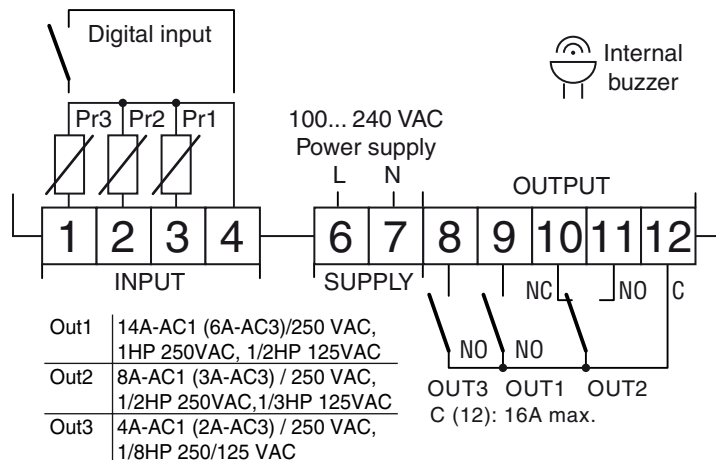 Digital input
Internal
buzzer
Pr3 Pr2 Pr1
100... 240 VAC
Power supply
L N
OUTPUT
1 2 3 4 6 7 8 9 10 11 12
INPUT
SUPPLY
NC NO C
NO NO
OUT3 OUT1 OUT2
C (12): 16A max.
Out1 14A-AC1 (6A-AC3)/250 VAC,
1HP 250VAC, 1/2HP 125VAC
Out2 8A-AC1 (3A-AC3) / 250 VAC,
1/2HP 250VAC,1/3HP 125VAC
Out3 4A-AC1 (2A-AC3) / 250 VAC,
1/8HP 250/125 VAC